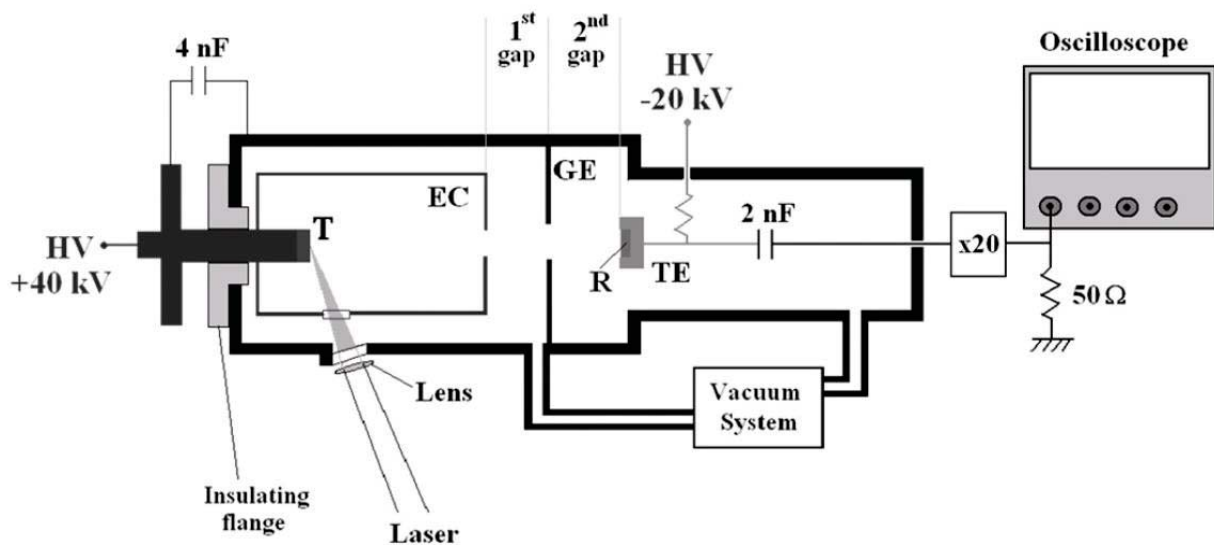 1st gap
2nd gap
4 nF
HV
-20 kV
Oscilloscope
GE
EC
T
2 nF
HV
+40 kV
R
TE
x20
50 Ω
Lens
Vacuum
System
Insulating
flange
Laser